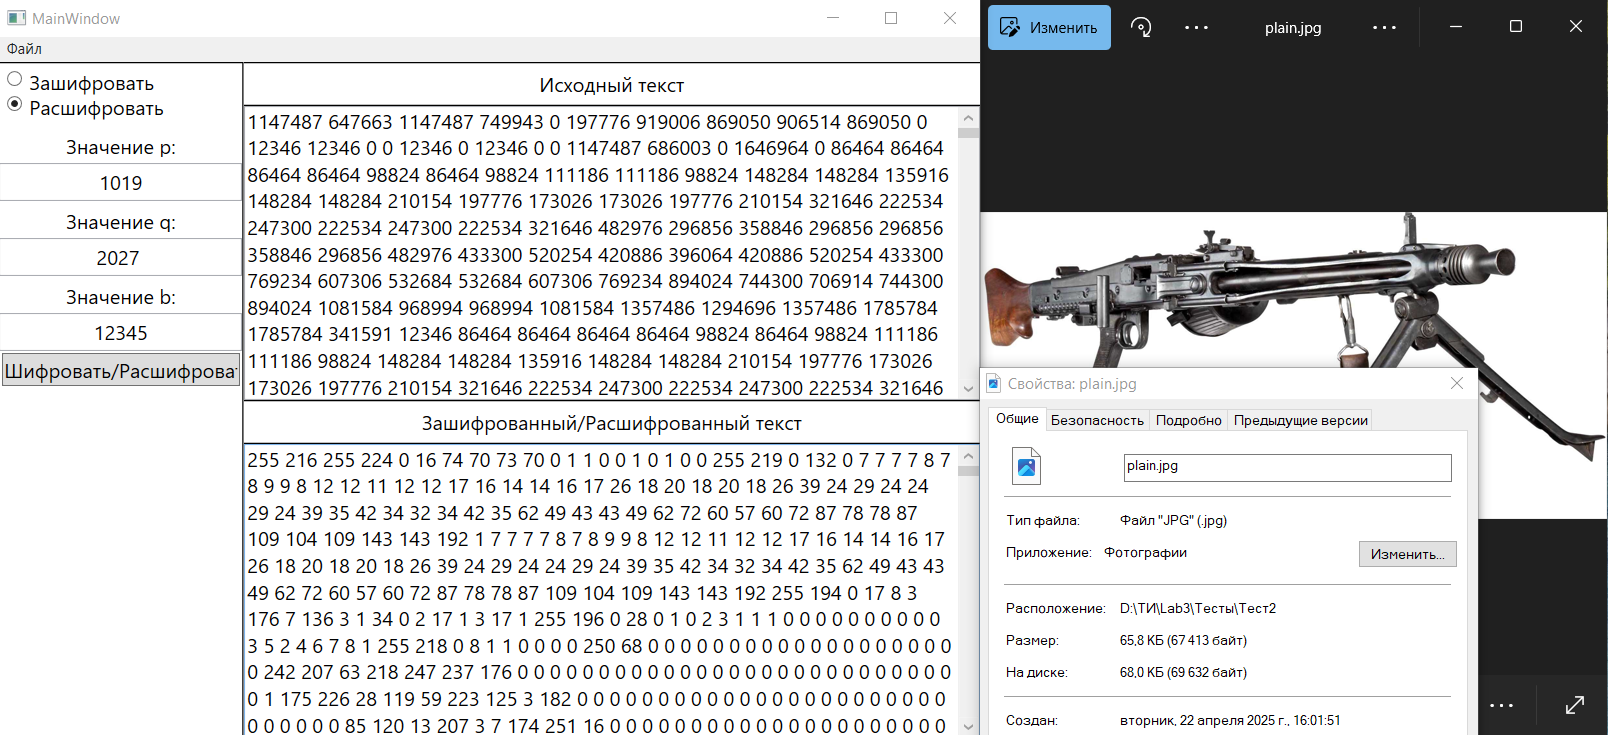 MainWindow
Файл
Зашифровать
Расшифровать
Значение p:
1019
Значение q:
2027
Значение b:
12345
Шифровать/Расшифроват
Исходный текст
1147487 647663 1147487 749943 0 197776 919006 869050 906514 869050 0
12346 12346 0 0 12346 0 12346 0 0 1147487 686003 0 1646964 0 86464 86464
86464 86464 98824 86464 98824 111186 111186 98824 148284 148284 135916
148284 148284 210154 197776 173026 173026 197776 210154 321646 222534
247300 222534 247300 222534 321646 482976 296856 358846 296856 296856
358846 296856 482976 433300 520254 420886 396064 420886 520254 433300
769234 607306 532684 532684 607306 769234 894024 744300 706914 744300
894024 1081584 968994 968994 1081584 1357486 1294696 1357486 1785784
1785784 341591 12346 86464 86464 86464 86464 98824 86464 98824 111186
111186 98824 148284 148284 135916 148284 148284 210154 197776 173026
173026 197776 210154 321646 222534 247300 222534 247300 222534 321646
Зашифрованный/Расшифрованный текст
255 216 255 224 0 16 74 70 73 70 0 1 1 0 0 1 0 1 0 0 255 219 0 132 0 7 7 7 7 8 7
8 9 9 8 12 12 11 12 12 17 16 14 14 16 17 26 18 20 18 20 18 26 39 24 29 24 24
29 24 39 35 42 34 32 34 42 35 62 49 43 43 49 62 72 60 57 60 72 87 78 78 87
109 104 109 143 143 192 1 7 7 7 7 8 7 8 9 9 8 12 12 11 12 12 17 16 14 14 16 17
26 18 20 18 20 18 26 39 24 29 24 24 29 24 39 35 42 34 32 34 42 35 62 49 43 43
49 62 72 60 57 60 72 87 78 78 87 109 104 109 143 143 192 255 194 0 17 8 3
176 7 136 3 1 34 0 2 17 1 3 17 1 255 196 0 28 0 1 0 2 3 1 1 1 0 0 0 0 0 0 0 0 0 0
3 5 2 4 6 7 8 1 255 218 0 8 1 1 0 0 0 0 250 68 0 0 0 0 0 0 0 0 0 0 0 0 0 0 0 0 0
0 242 207 63 218 247 237 176 0 0 0 0 0 0 0 0 0 0 0 0 0 0 0 0 0 0 0 0 0 0 0 0
0 1 175 226 28 119 59 223 125 3 182 0 0 0 0 0 0 0 0 0 0 0 0 0 0 0 0 0 0 0 0
0 0 0 0 0 0 85 120 13 207 3 7 174 251 16 0 0 0 0 0 0 0 0 0 0 0 0 0 0 0 0 0 0
Изменить
plain.jpg
Свойства: plain.jpg
Общие
Безопасность
Подробно
Предыдущие версии
plain.jpg
Тип файла: Файл "JPG" (.jpg)
Приложение: Фотографии
Изменить...
Расположение: D:\ТИ\Lab3\Тесты\Тест2
Размер: 65,8 КБ (67 413 байт)
На диске: 68,0 КБ (69 632 байт)
Создан: вторник, 22 апреля 2025 г., 16:01:51